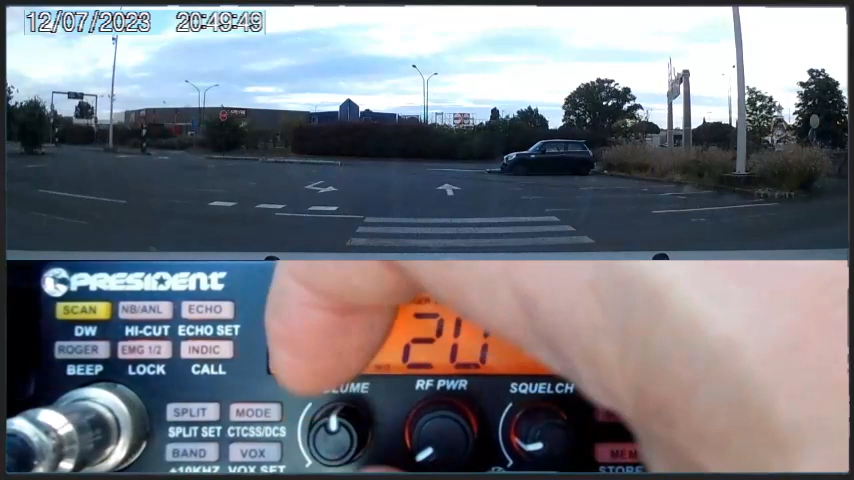 12/07/2023 20:49:49
PRESIDENT
SCAN NB/ANL ECHO
DW HI-CUT ECHO SET
ROGER EMG 1/2 INDIC
BEEP LOCK CALL
20
RF PWR SQUELCH
SPLIT MODE
SPLIT SET CTCSS/DCS
BAND VOX
+10KHZ VOX SET
MEM
STORE